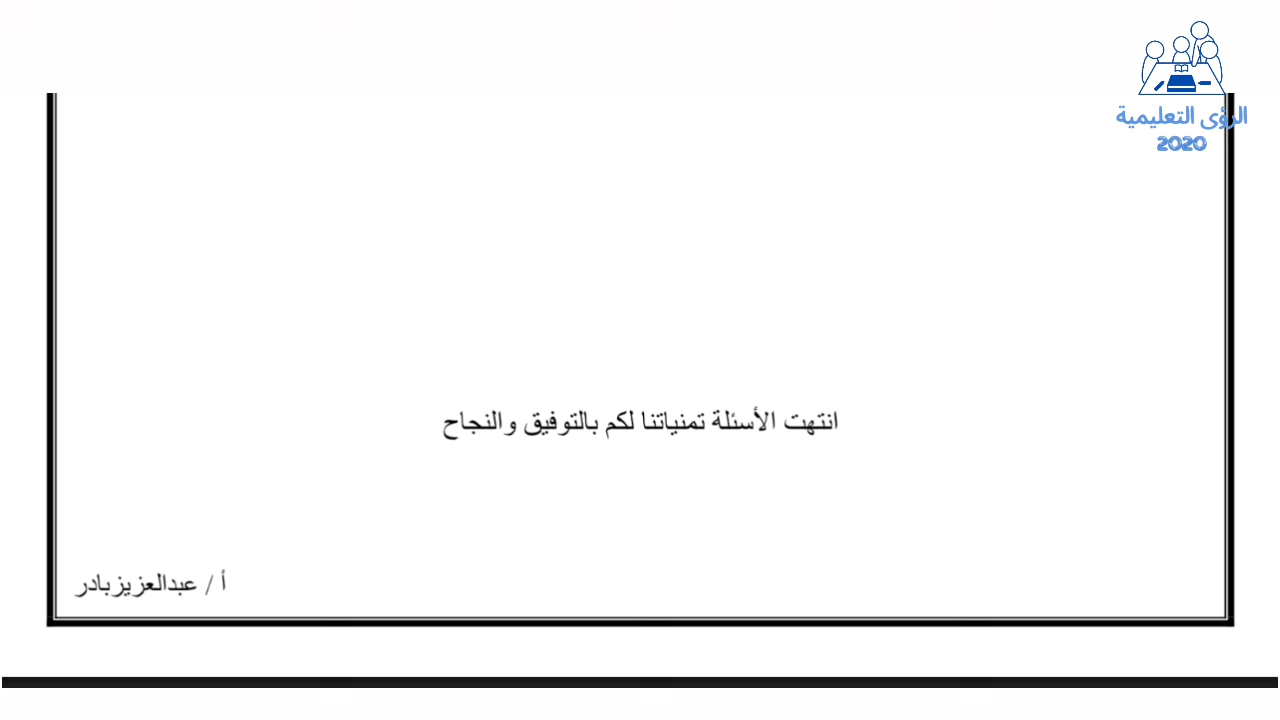 الرؤى التعليمية
2020
انتهت الأسئلة تمنياتنا لكم بالتوفيق والنجاح
أ / عبدالعزيزبادر